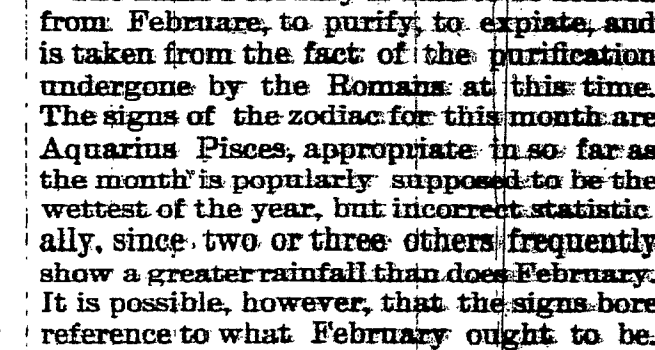 from Februare, to purify, to expiate, and
is taken from the fact of the purification
undergone by the Romans at this time.
The signs of the zodiac for this month are
Aquarius Pisces, appropriate in so far as
the month is popularly supposed to be the
wettest of the year, but incorrect statistic
ally, since two or three others frequently
show a greater rainfall than does February.
It is possible, however, that the signs bore
reference to what February ought to be.